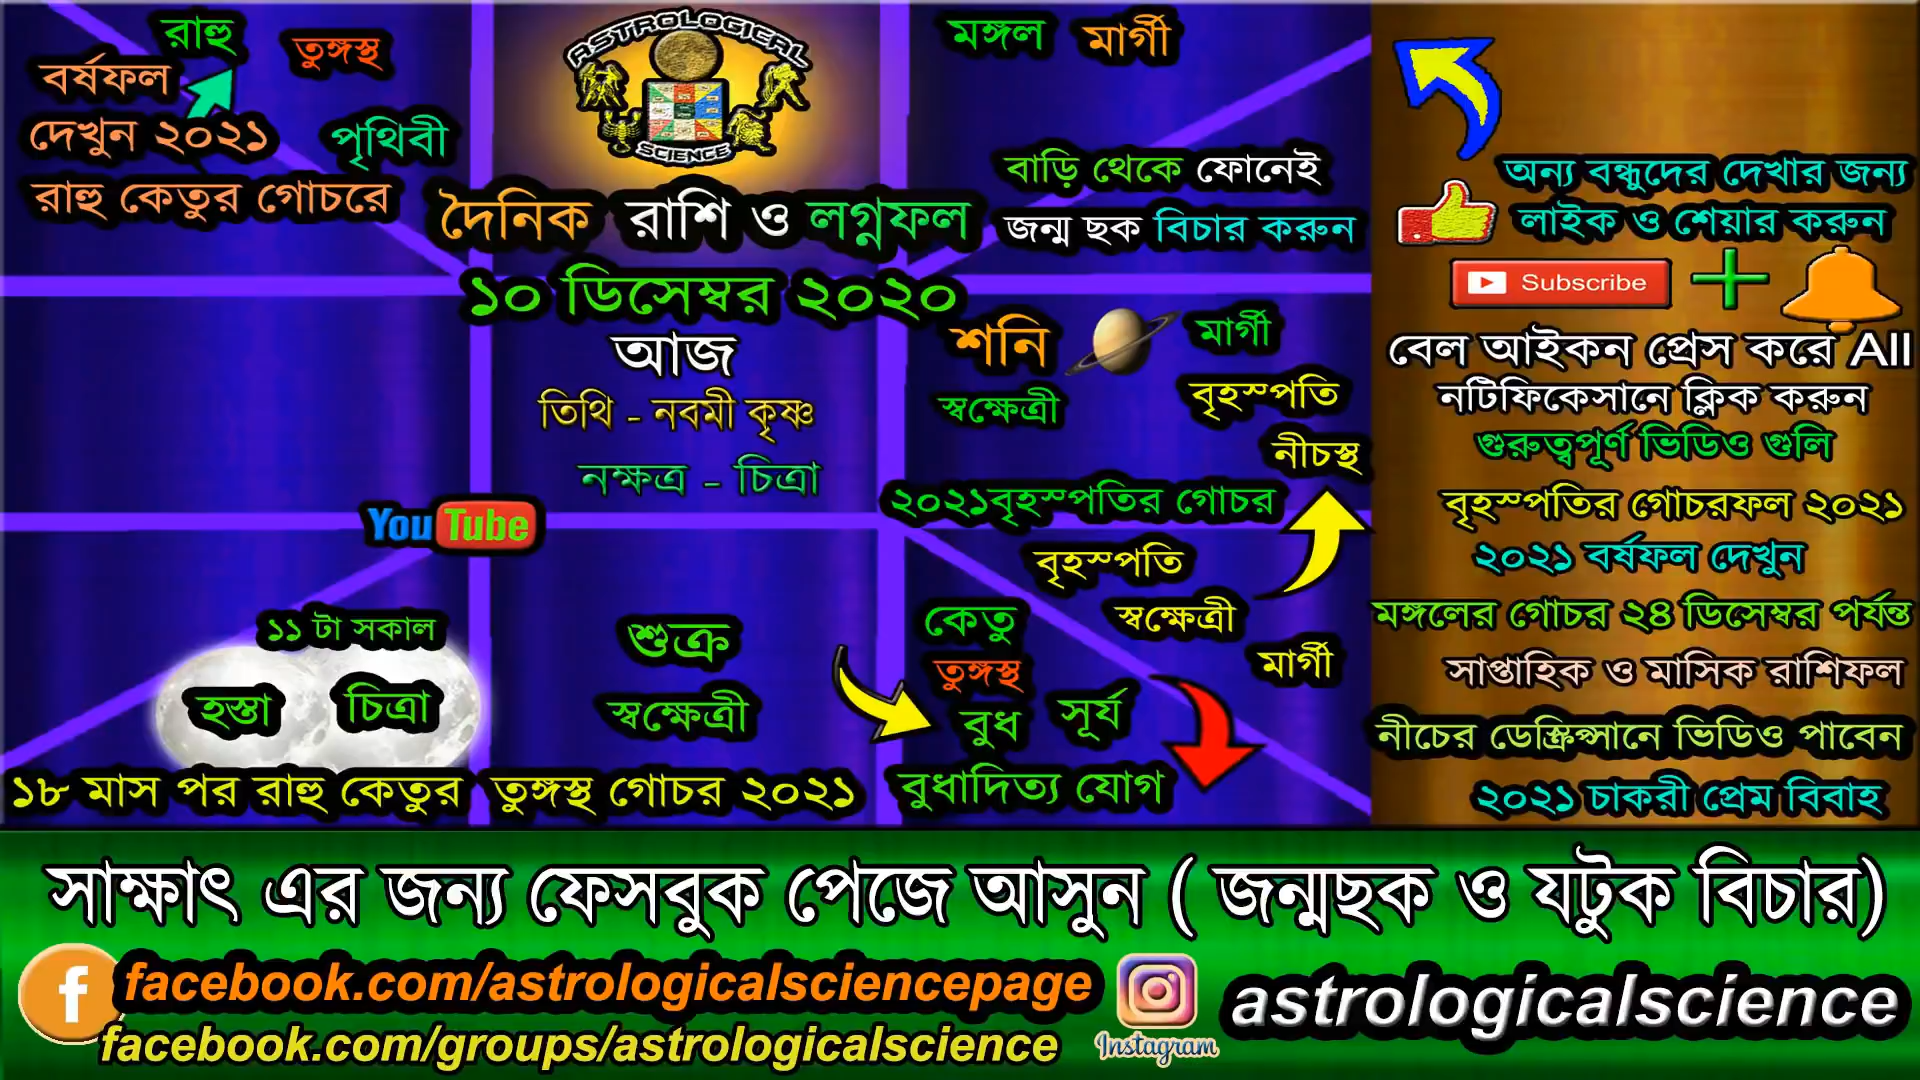 রাহু
তুঙ্গস্থ
বর্ষফল
দেখুন ২০২১
পৃথিবী
রাহু কেতুর গোচরে
ASTROLOGICAL
SCIENCE
মঙ্গল মার্গী
বাড়ি থেকে ফোনেই
জন্ম ছক বিচার করুন
দৈনিক রাশি ও লগ্নফল
১০ ডিসেম্বর ২০২০
আজ
তিথি - নবমী কৃষ্ণ
নক্ষত্র - চিত্রা
YouTube
শনি
মার্গী
স্বক্ষেত্রী
বৃহস্পতি
নীচস্থ
২০২১বৃহস্পতির গোচর
বৃহস্পতি
স্বক্ষেত্রী
মার্গী
কেতু
তুঙ্গস্থ
বুধ
সূর্য
বুধাদিত্য যোগ
শুক্র
স্বক্ষেত্রী
১১ টা সকাল
হস্তা
চিত্রা
১৮ মাস পর রাহু কেতুর তুঙ্গস্থ গোচর ২০২১
অন্য বন্ধুদের দেখার জন্য
লাইক ও শেয়ার করুন
Subscribe
বেল আইকন প্রেস করে All
নটিফিকেসানে ক্লিক করুন
গুরুত্বপূর্ণ ভিডিও গুলি
বৃহস্পতির গোচরফল ২০২১
২০২১ বর্ষফল দেখুন
মঙ্গলের গোচর ২৪ ডিসেম্বর পর্যন্ত
সাপ্তাহিক ও মাসিক রাশিফল
নীচের ডেস্ক্রিপ্সানে ভিডিও পাবেন
২০২১ চাকরী প্রেম বিবাহ
সাক্ষাৎ এর জন্য ফেসবুক পেজে আসুন ( জন্মছক ও যটুক বিচার)
facebook.com/astrologicalsciencepage
facebook.com/groups/astrologicalscience
Instagram
astrologicalscience